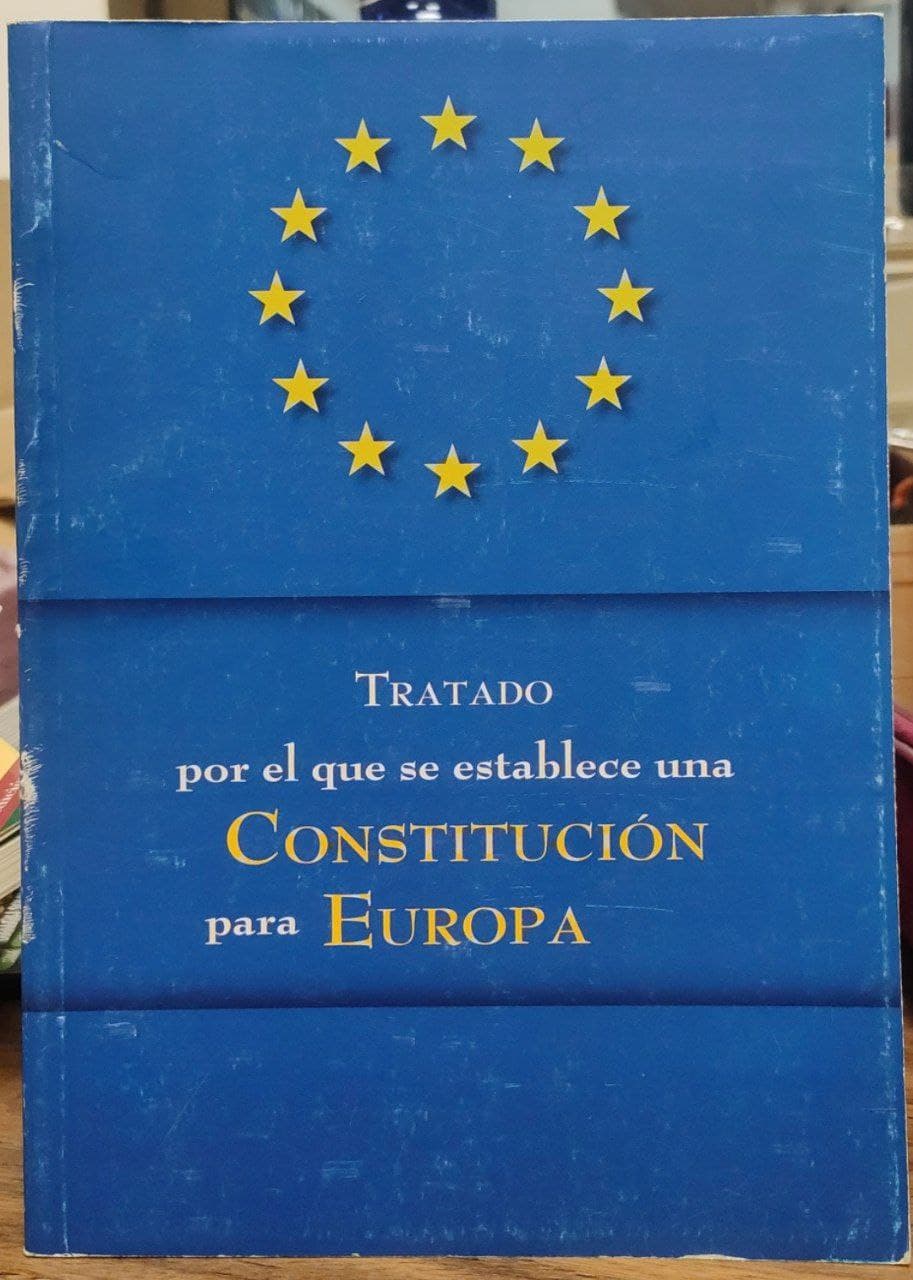 TRATADO
por el que se establece una
CONSTITUCIÓN
para EUROPA